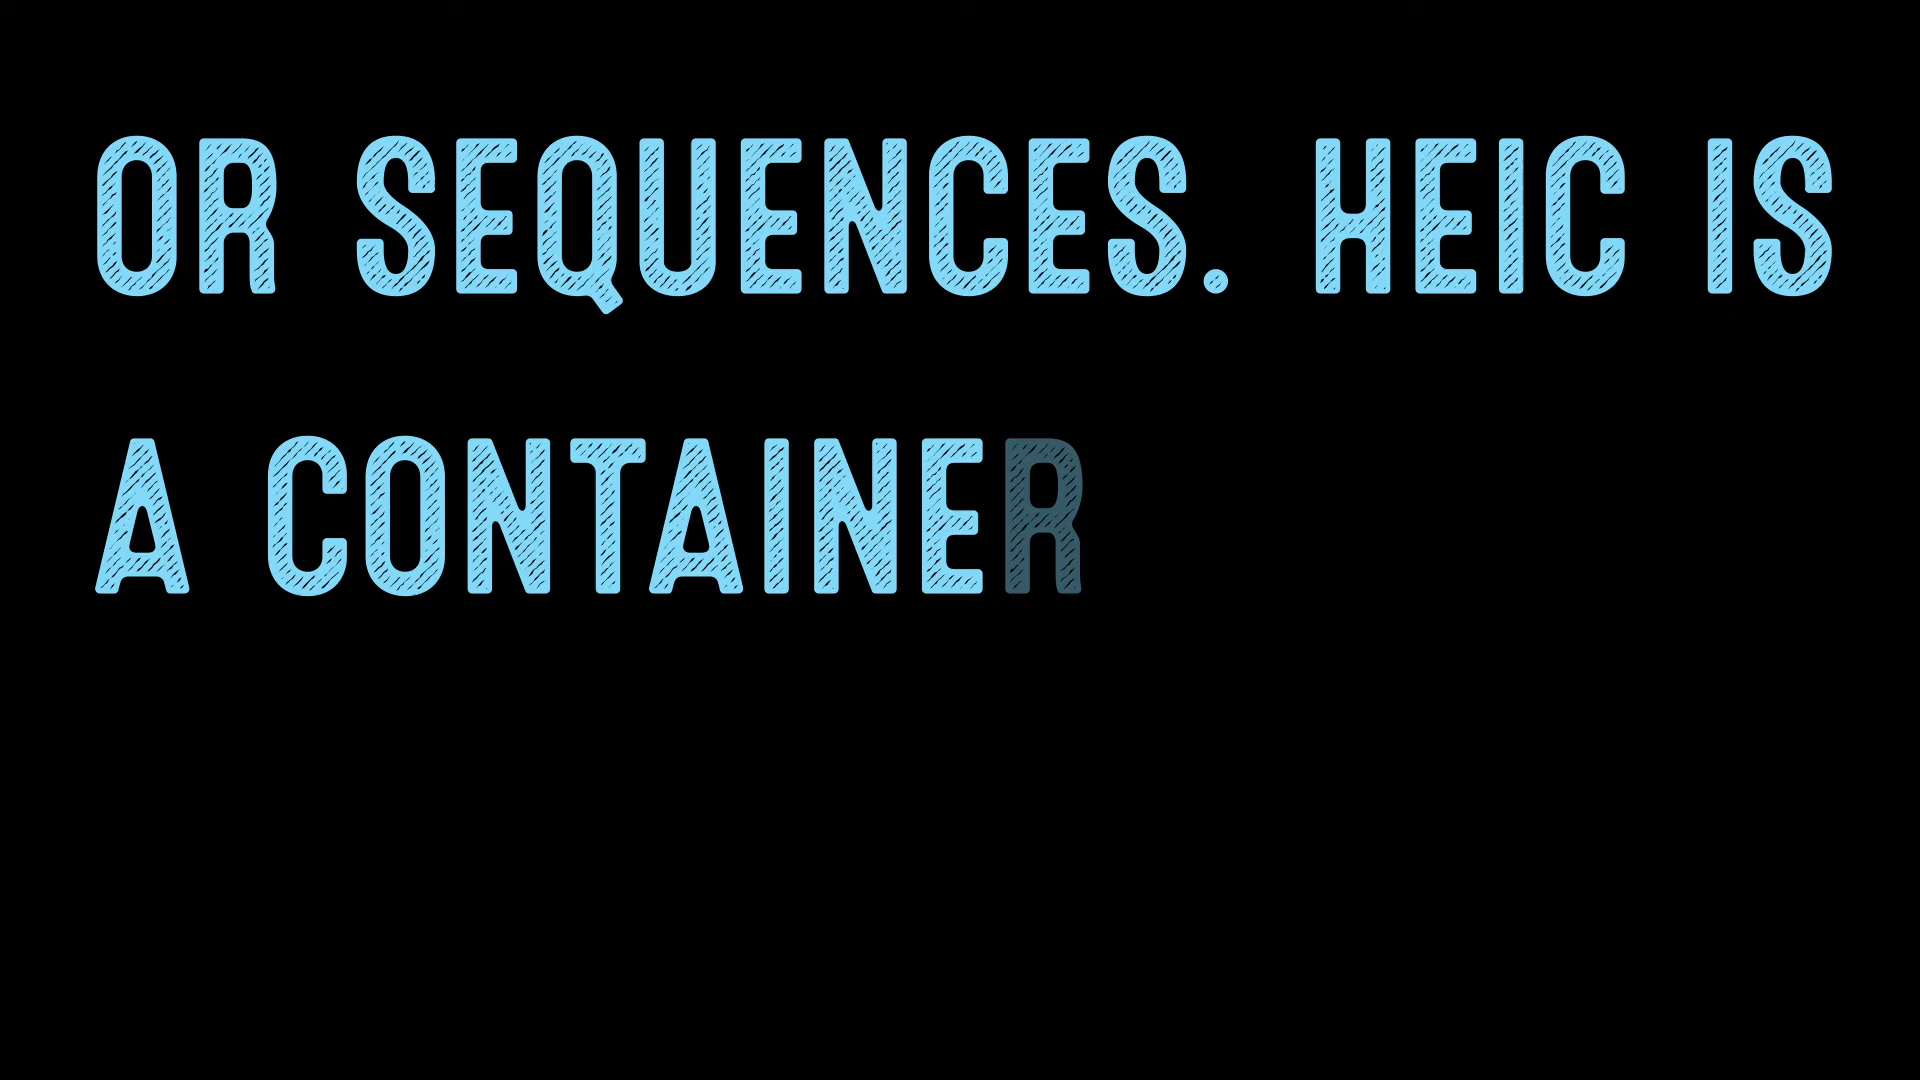 OR SEQUENCES. HEIC IS
A CONTAINER